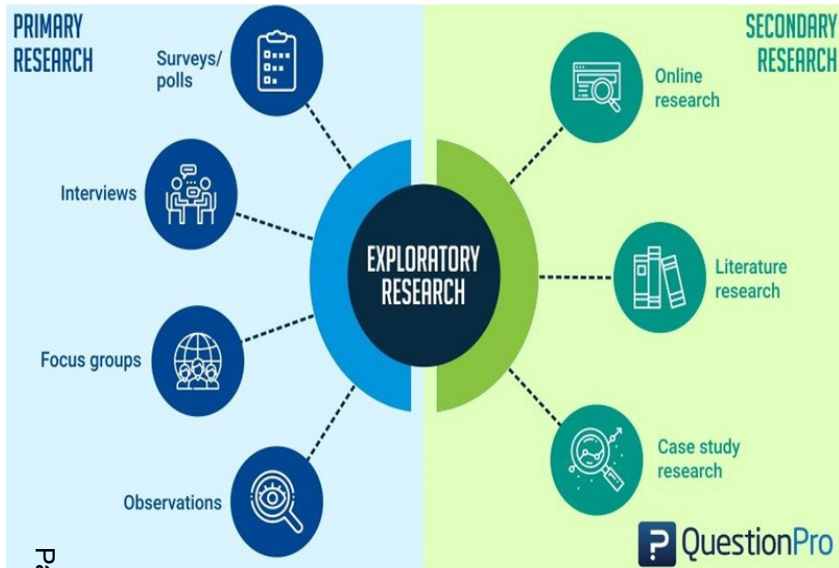 PRIMARY
RESEARCH
Surveys/
polls
Interviews
Focus groups
Observations
EXPLORATORY
RESEARCH
SECONDARY
RESEARCH
Online
research
Literature
research
Case study
research
QuestionPro